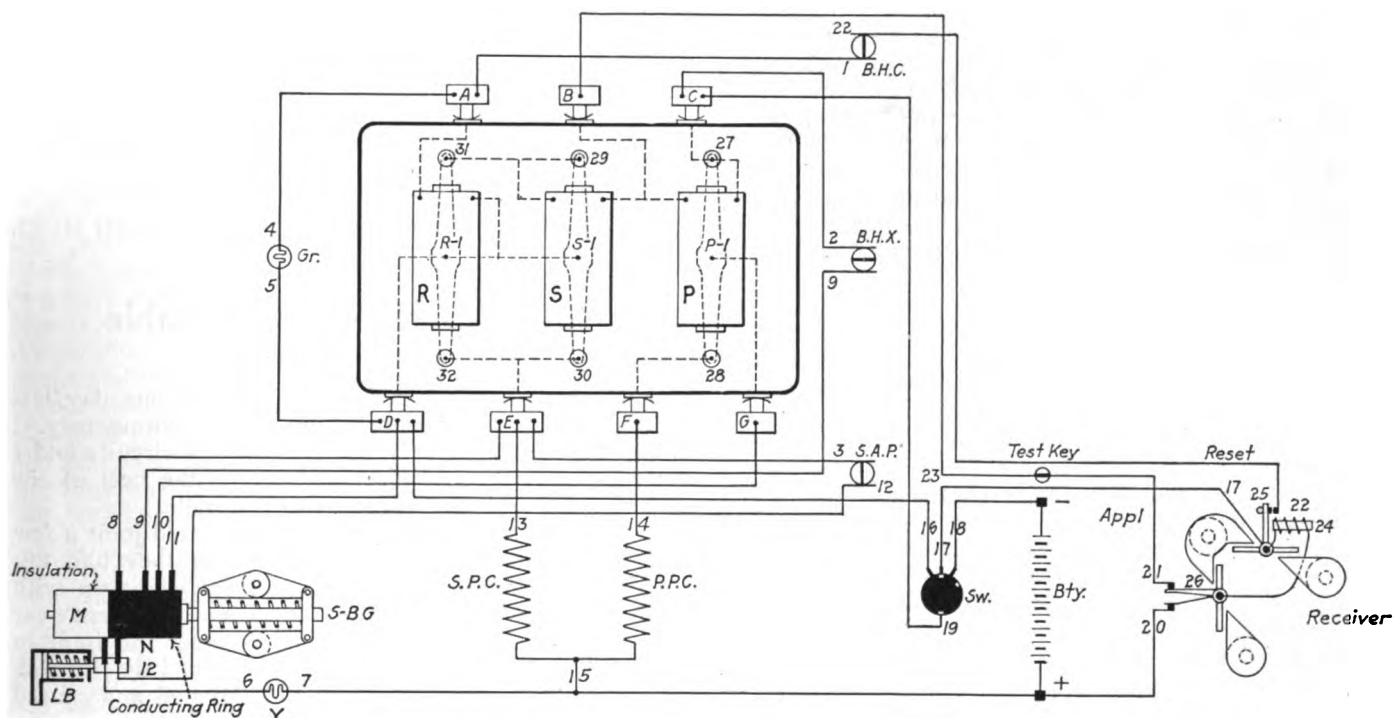 22
1 B.H.C.
A B C
31 29 27
4
Gr.
5
R-1 S-1 P-1
R S P
2 B.H.X.
9
32 30 28
D E F G
3 S.A.P.
12
Test Key
Reset
23
17 25 22
24
Appl
8 9 10 11
13 14
16 17 18
−
Insulation
M
N
12
S-BG
S.P.C. P.P.C.
Sw.
19
Bty.
21
26
20
Receiver
LB
6 7
15
+
Conducting Ring
Y